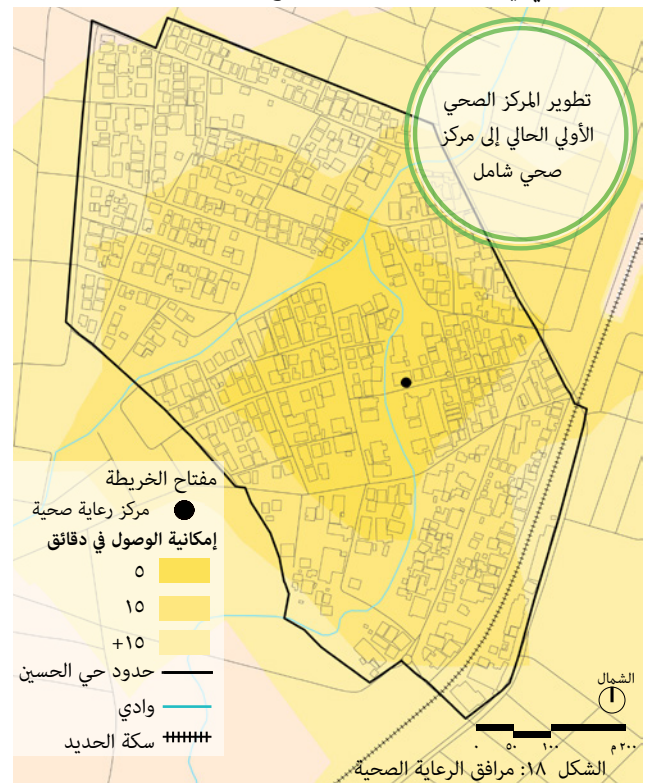 تطوير المركز الصحي
الأولي الحالي إلى مركز
صحي شامل
مفتاح الخريطة
مركز رعاية صحية
إمكانية الوصول في دقائق
٥
١٥
+١٥
حدود حي الحسين
وادي
سكة الحديد
الشمال
٠ ٥٠ ١٠٠ ٢٠٠ م
الشكل ١٨: مرافق الرعاية الصحية